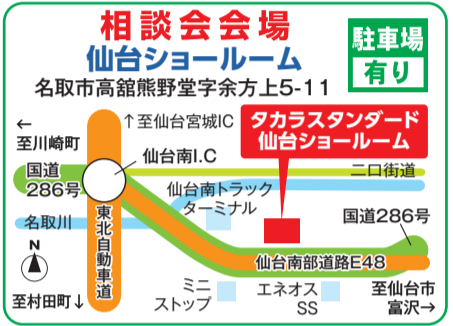 相談会会場
仙台ショールーム
駐車場
有り
名取市高舘熊野堂字余方上5-11
←
至川崎町
↑至仙台宮城IC
タカラスタンダード
仙台ショールーム
国道
286号
仙台南I.C
二口街道
仙台南トラック
ターミナル
名取川
東北自動車道
国道286号
N
仙台南部道路E48
至村田町↓
ミニ
ストップ
エネオス
SS
至仙台市
富沢→